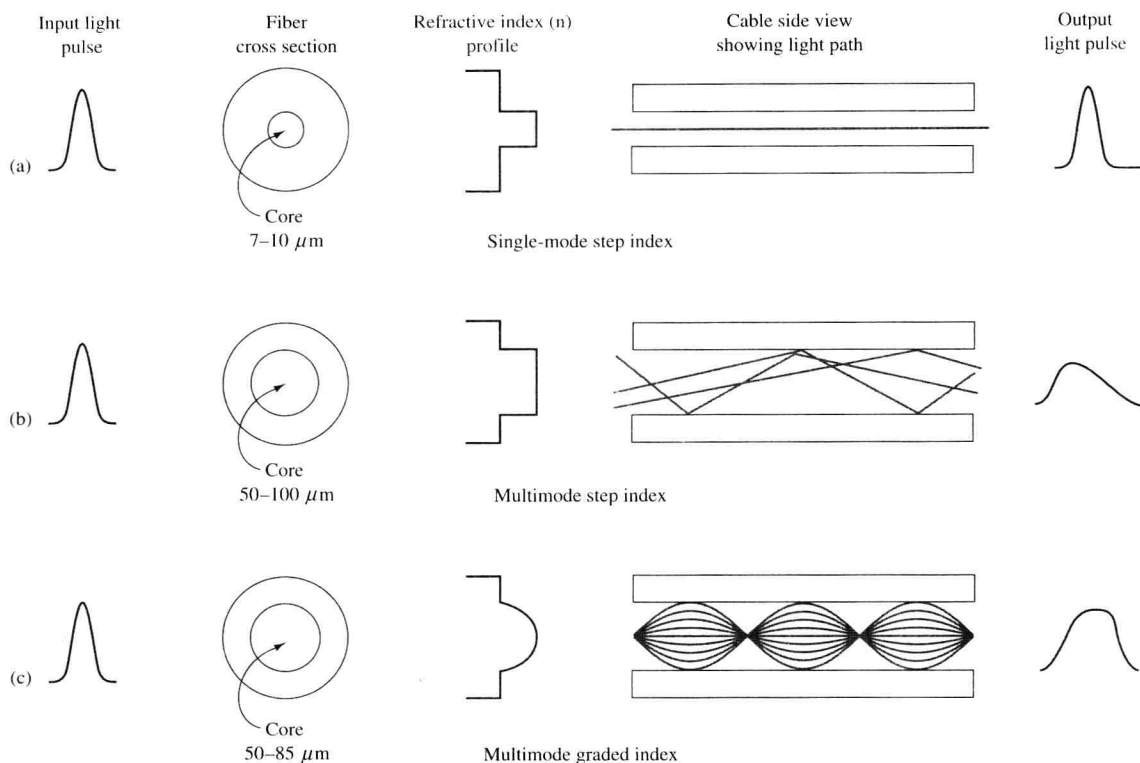 Input light
pulse
Fiber
cross section
Refractive index (n)
profile
Cable side view
showing light path
Output
light pulse
(a)
Core
7–10 μm
Single-mode step index
(b)
Core
50–100 μm
Multimode step index
(c)
Core
50–85 μm
Multimode graded index